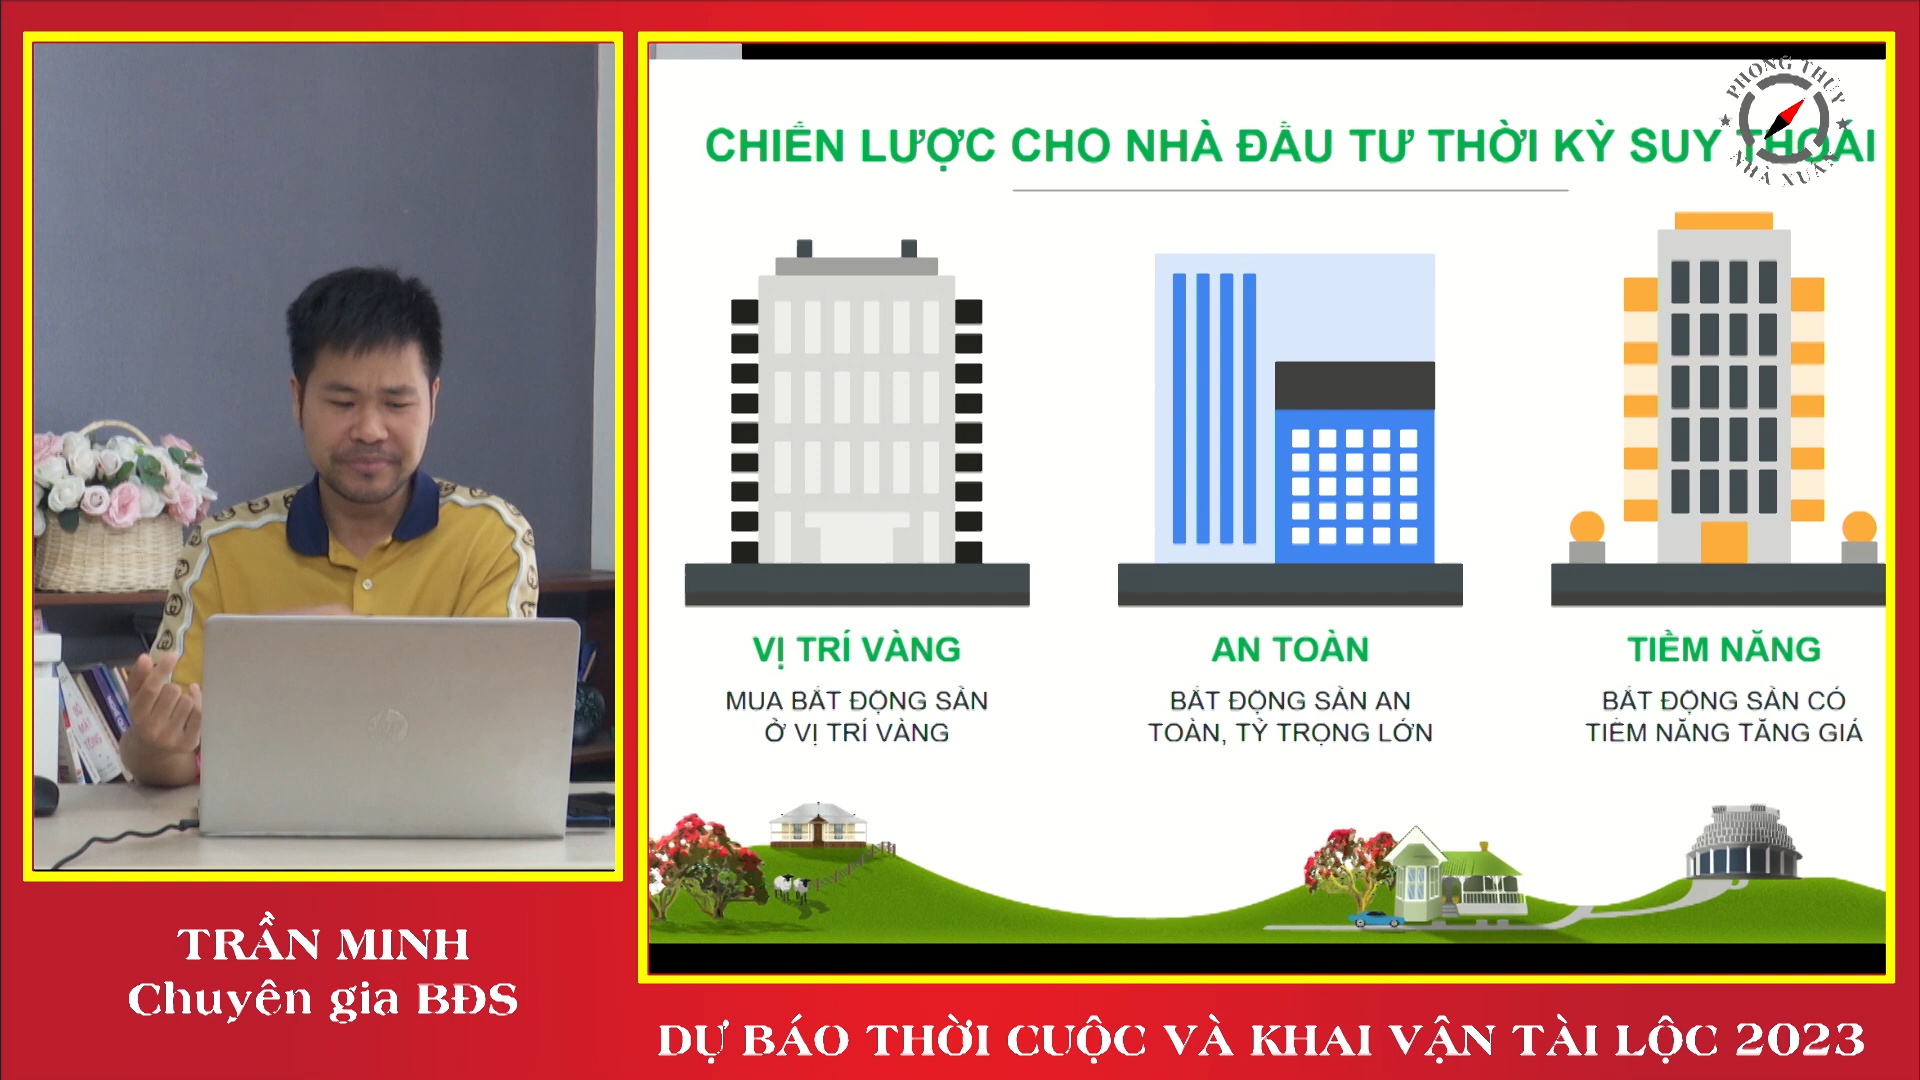 PHONG THỦY
NHÀ XUÂN
CHIẾN LƯỢC CHO NHÀ ĐẦU TƯ THỜI KỲ SUY THOÁI
VỊ TRÍ VÀNG
MUA BẤT ĐỘNG SẢN
Ở VỊ TRÍ VÀNG
AN TOÀN
BẤT ĐỘNG SẢN AN
TOÀN, TỶ TRỌNG LỚN
TIỀM NĂNG
BẤT ĐỘNG SẢN CÓ
TIỀM NĂNG TĂNG GIÁ
TRẦN MINH
Chuyên gia BĐS
DỰ BÁO THỜI CUỘC VÀ KHAI VẬN TÀI LỘC 2023